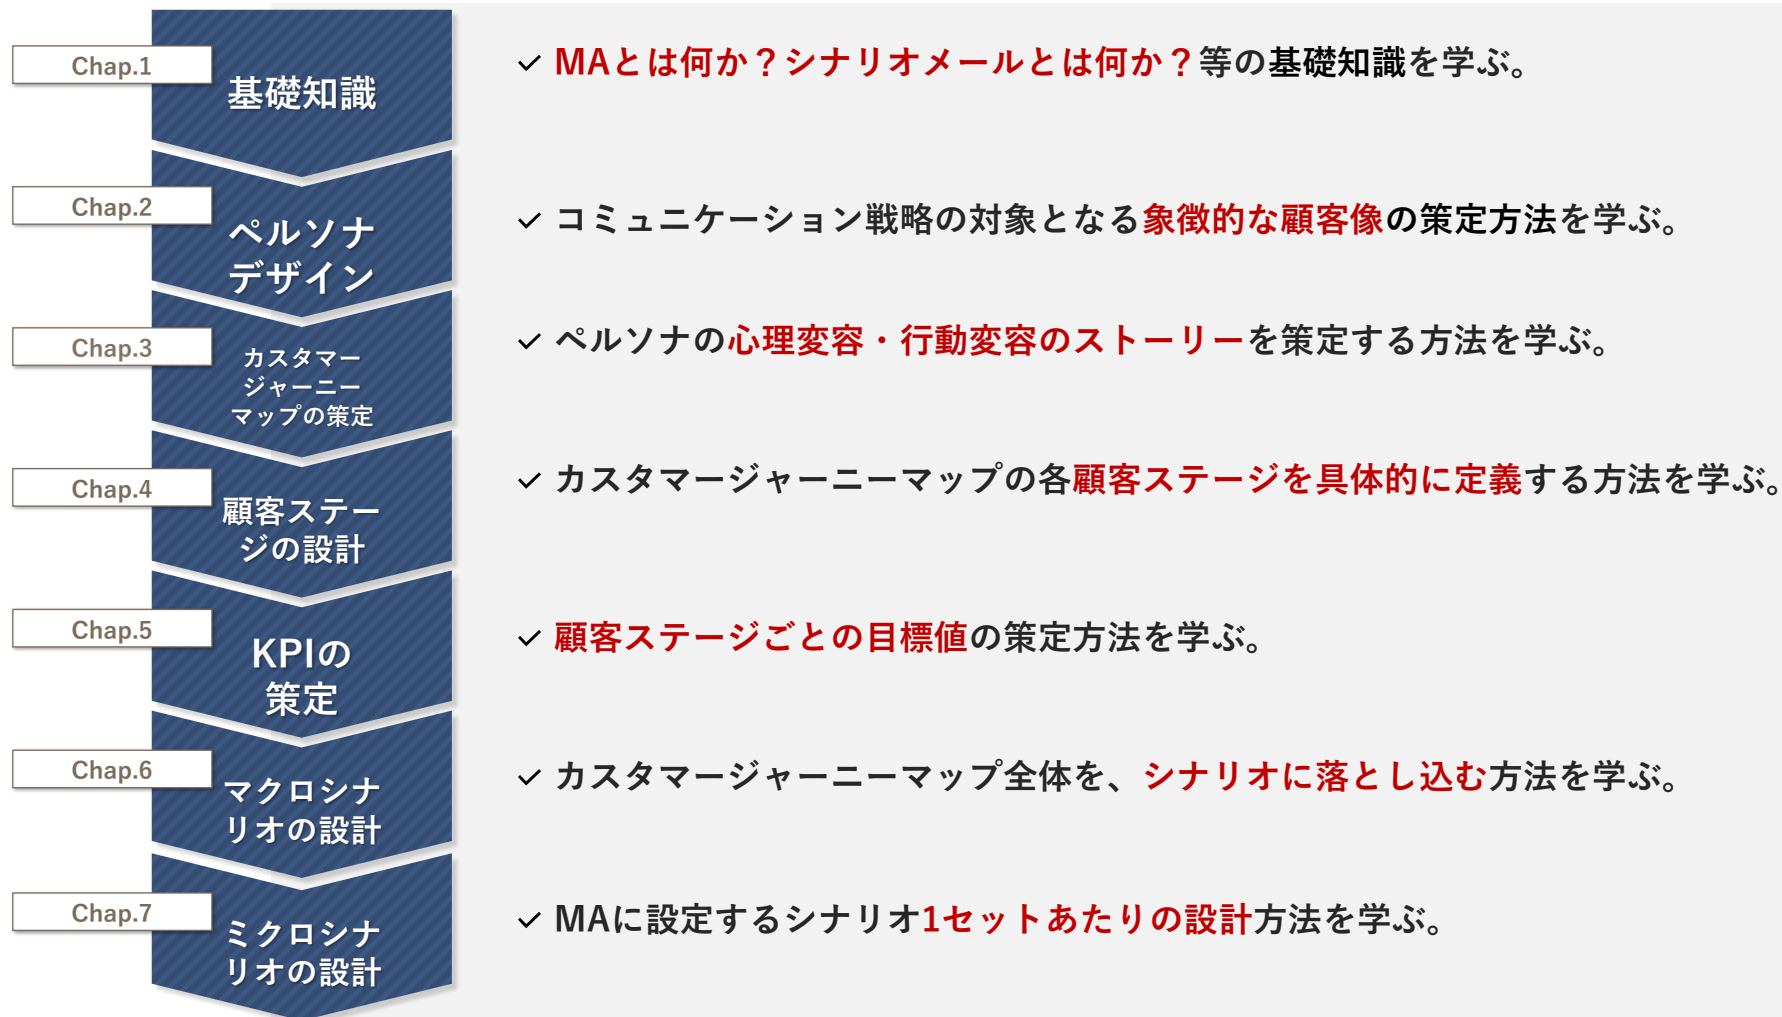 Chap.1
基礎知識
✓ MAとは何か？シナリオメールとは何か？等の基礎知識を学ぶ。
Chap.2
ペルソナ
デザイン
✓ コミュニケーション戦略の対象となる象徴的な顧客像の策定方法を学ぶ。
Chap.3
カスタマー
ジャーニー
マップの策定
✓ ペルソナの心理変容・行動変容のストーリーを策定する方法を学ぶ。
Chap.4
顧客ステー
ジの設計
✓ カスタマージャーニーマップの各顧客ステージを具体的に定義する方法を学ぶ。
Chap.5
KPIの
策定
✓ 顧客ステージごとの目標値の策定方法を学ぶ。
Chap.6
マクロシナ
リオの設計
✓ カスタマージャーニーマップ全体を、シナリオに落とし込む方法を学ぶ。
Chap.7
ミクロシナ
リオの設計
✓ MAに設定するシナリオ1セットあたりの設計方法を学ぶ。